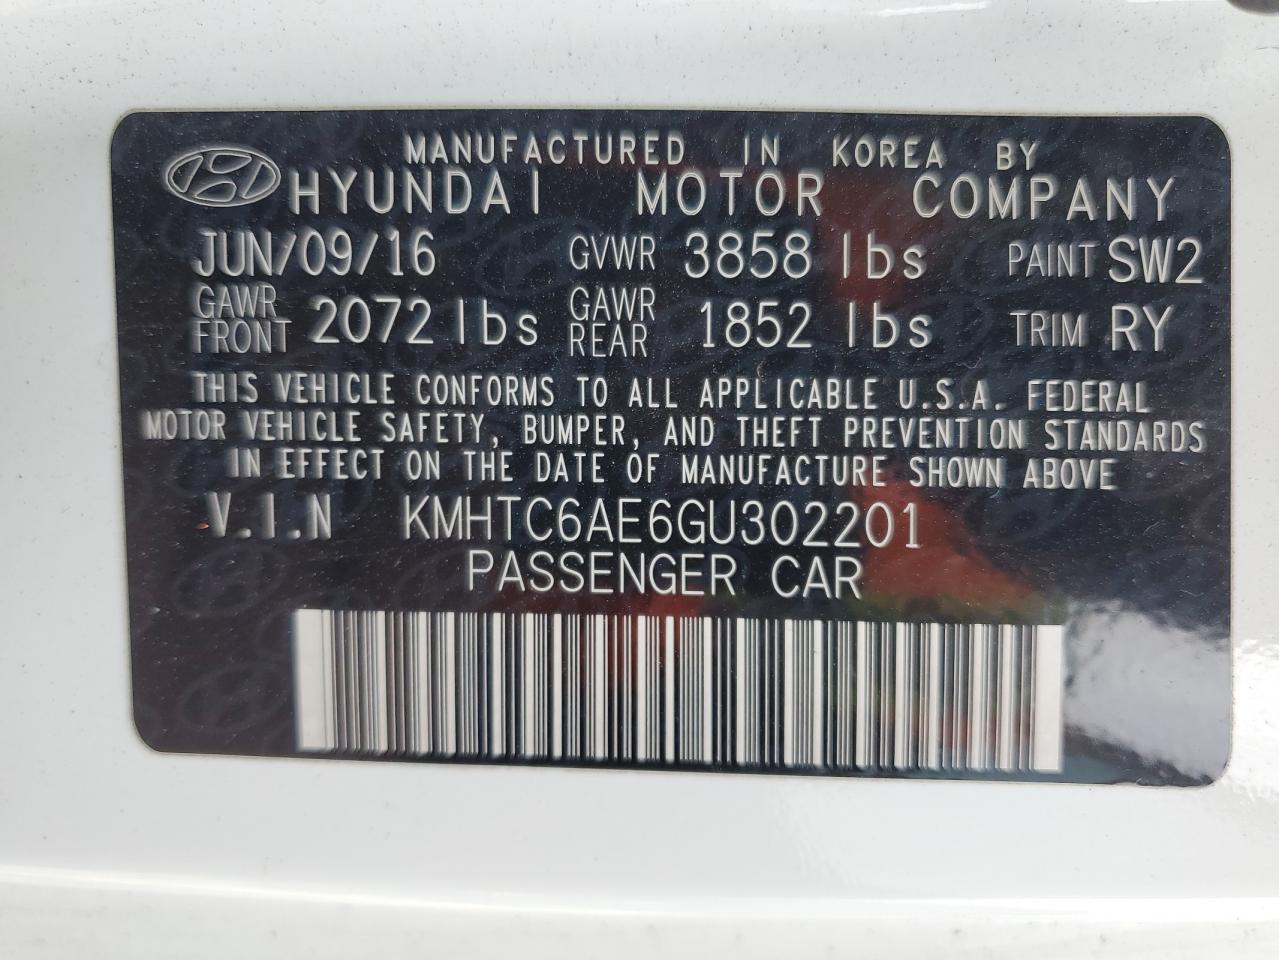 MANUFACTURED IN KOREA BY
HYUNDAI MOTOR COMPANY
JUN/09/16 GVWR 3858 lbs PAINT SW2
GAWR FRONT 2072 lbs GAWR REAR 1852 lbs TRIM RY
THIS VEHICLE CONFORMS TO ALL APPLICABLE U.S.A. FEDERAL
MOTOR VEHICLE SAFETY, BUMPER, AND THEFT PREVENTION STANDARDS
IN EFFECT ON THE DATE OF MANUFACTURE SHOWN ABOVE
V.I.N KMHTC6AE6GU302201
PASSENGER CAR